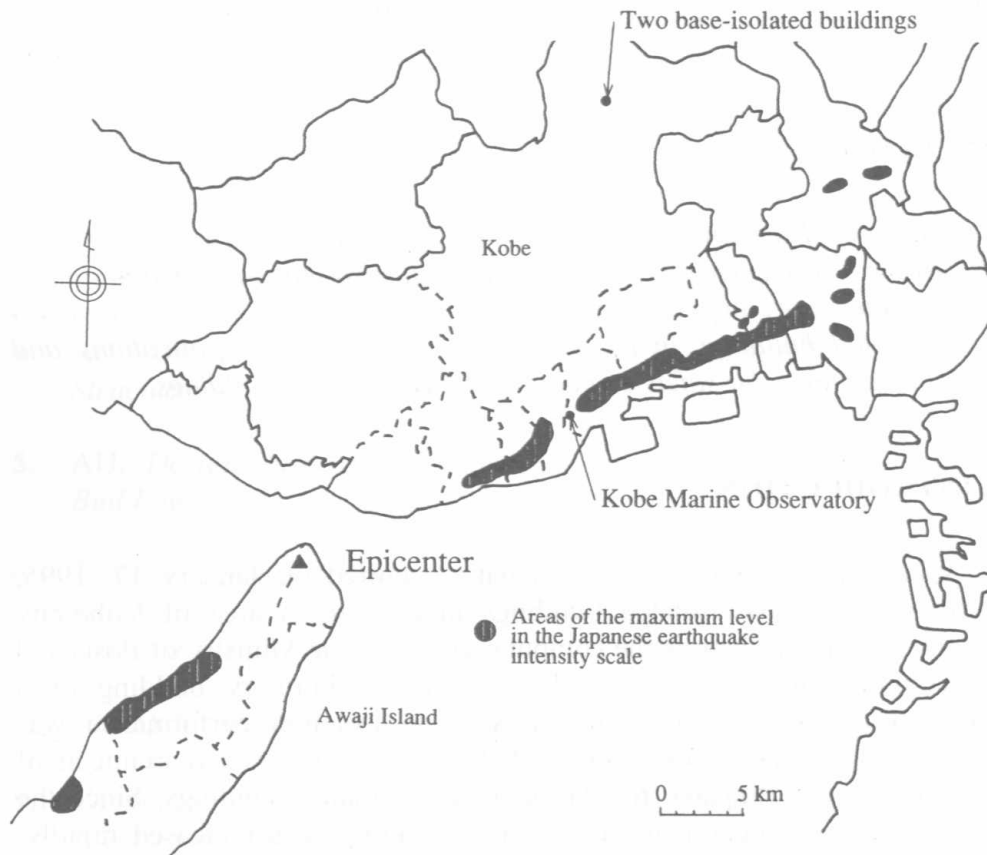 Two base-isolated buildings
Kobe
Kobe Marine Observatory
Epicenter
Areas of the maximum level
in the Japanese earthquake
intensity scale
Awaji Island
0 5 km